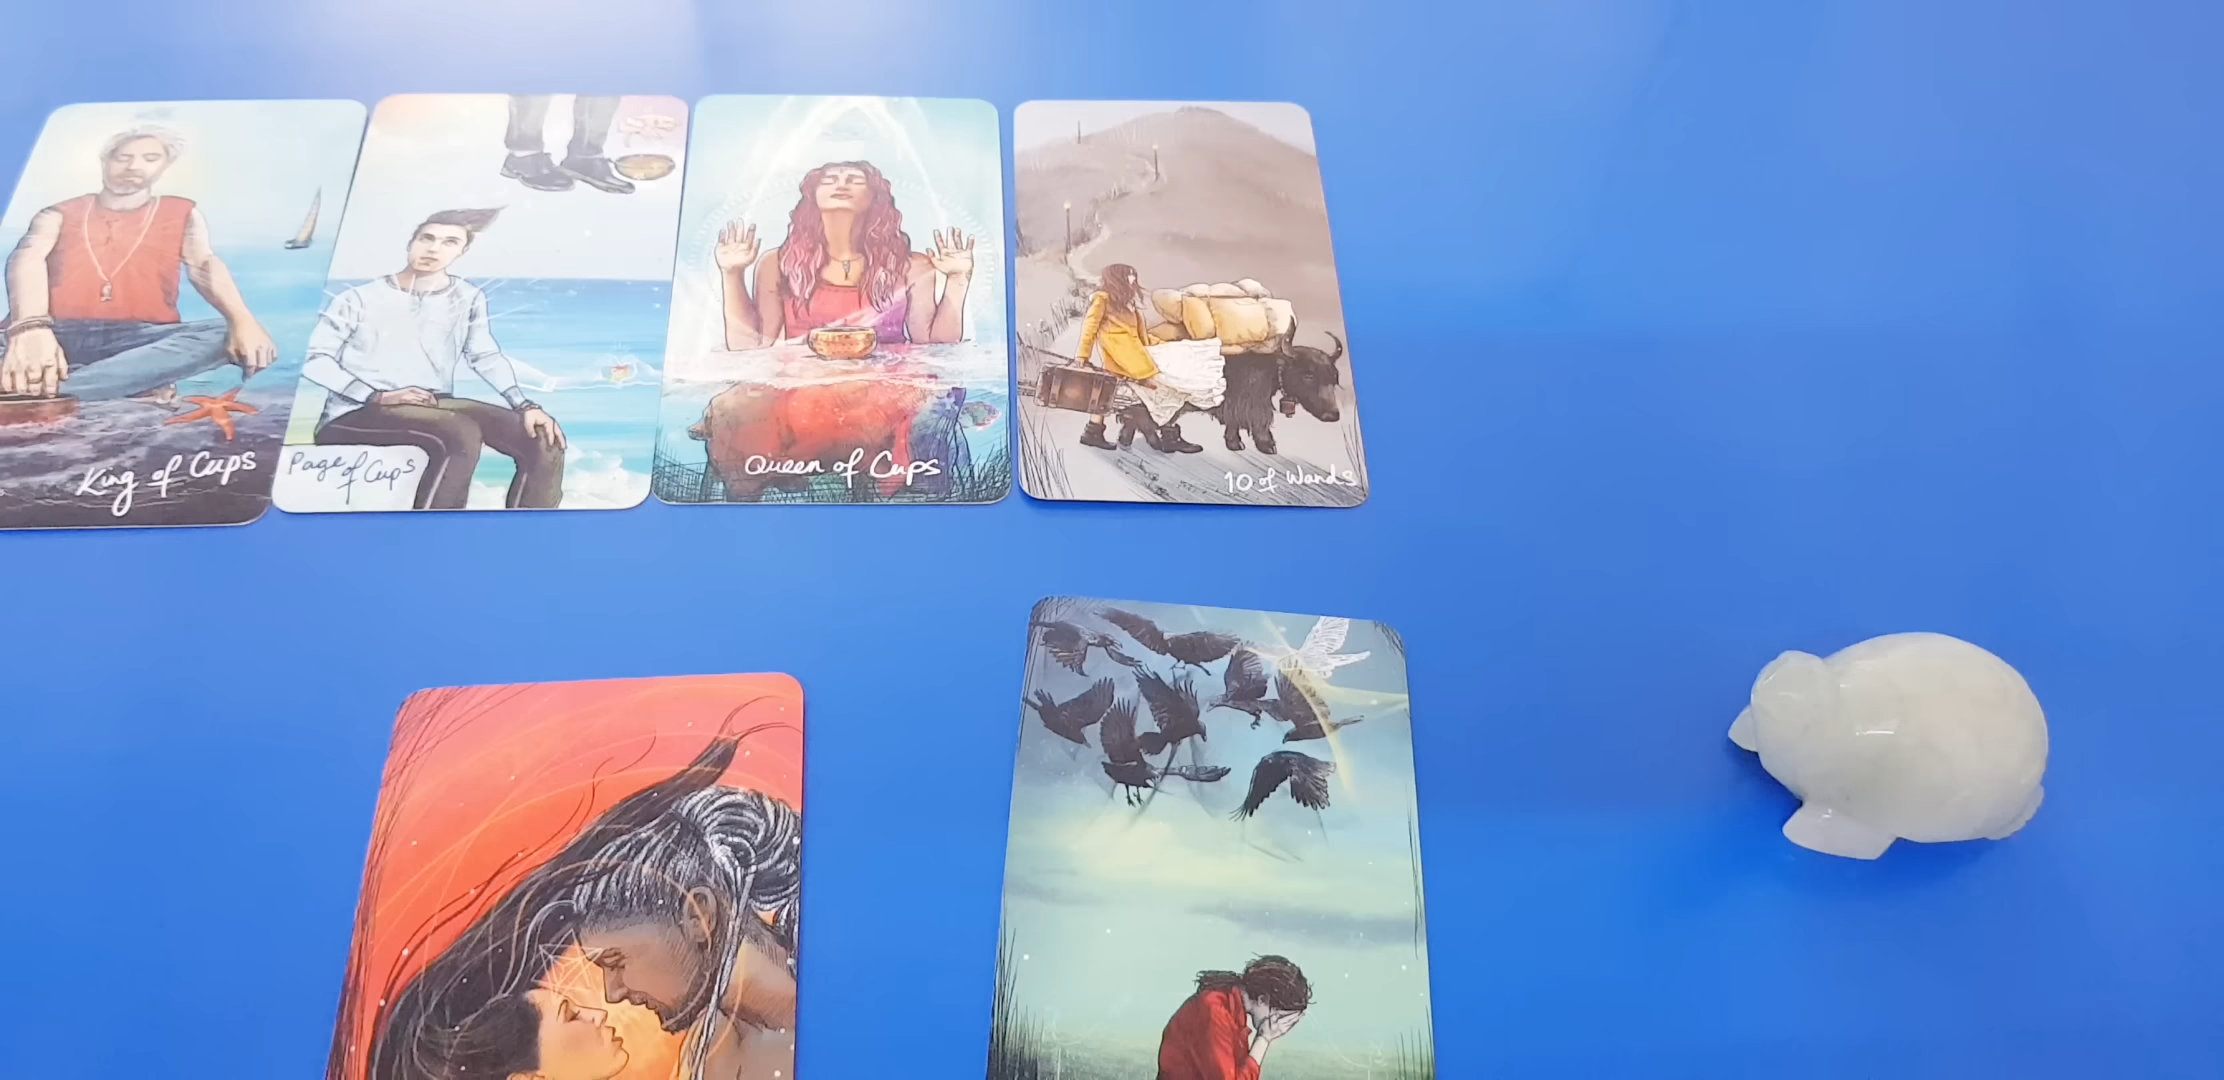 King of Cups
Page of Cups
Queen of Cups
10 of Wands